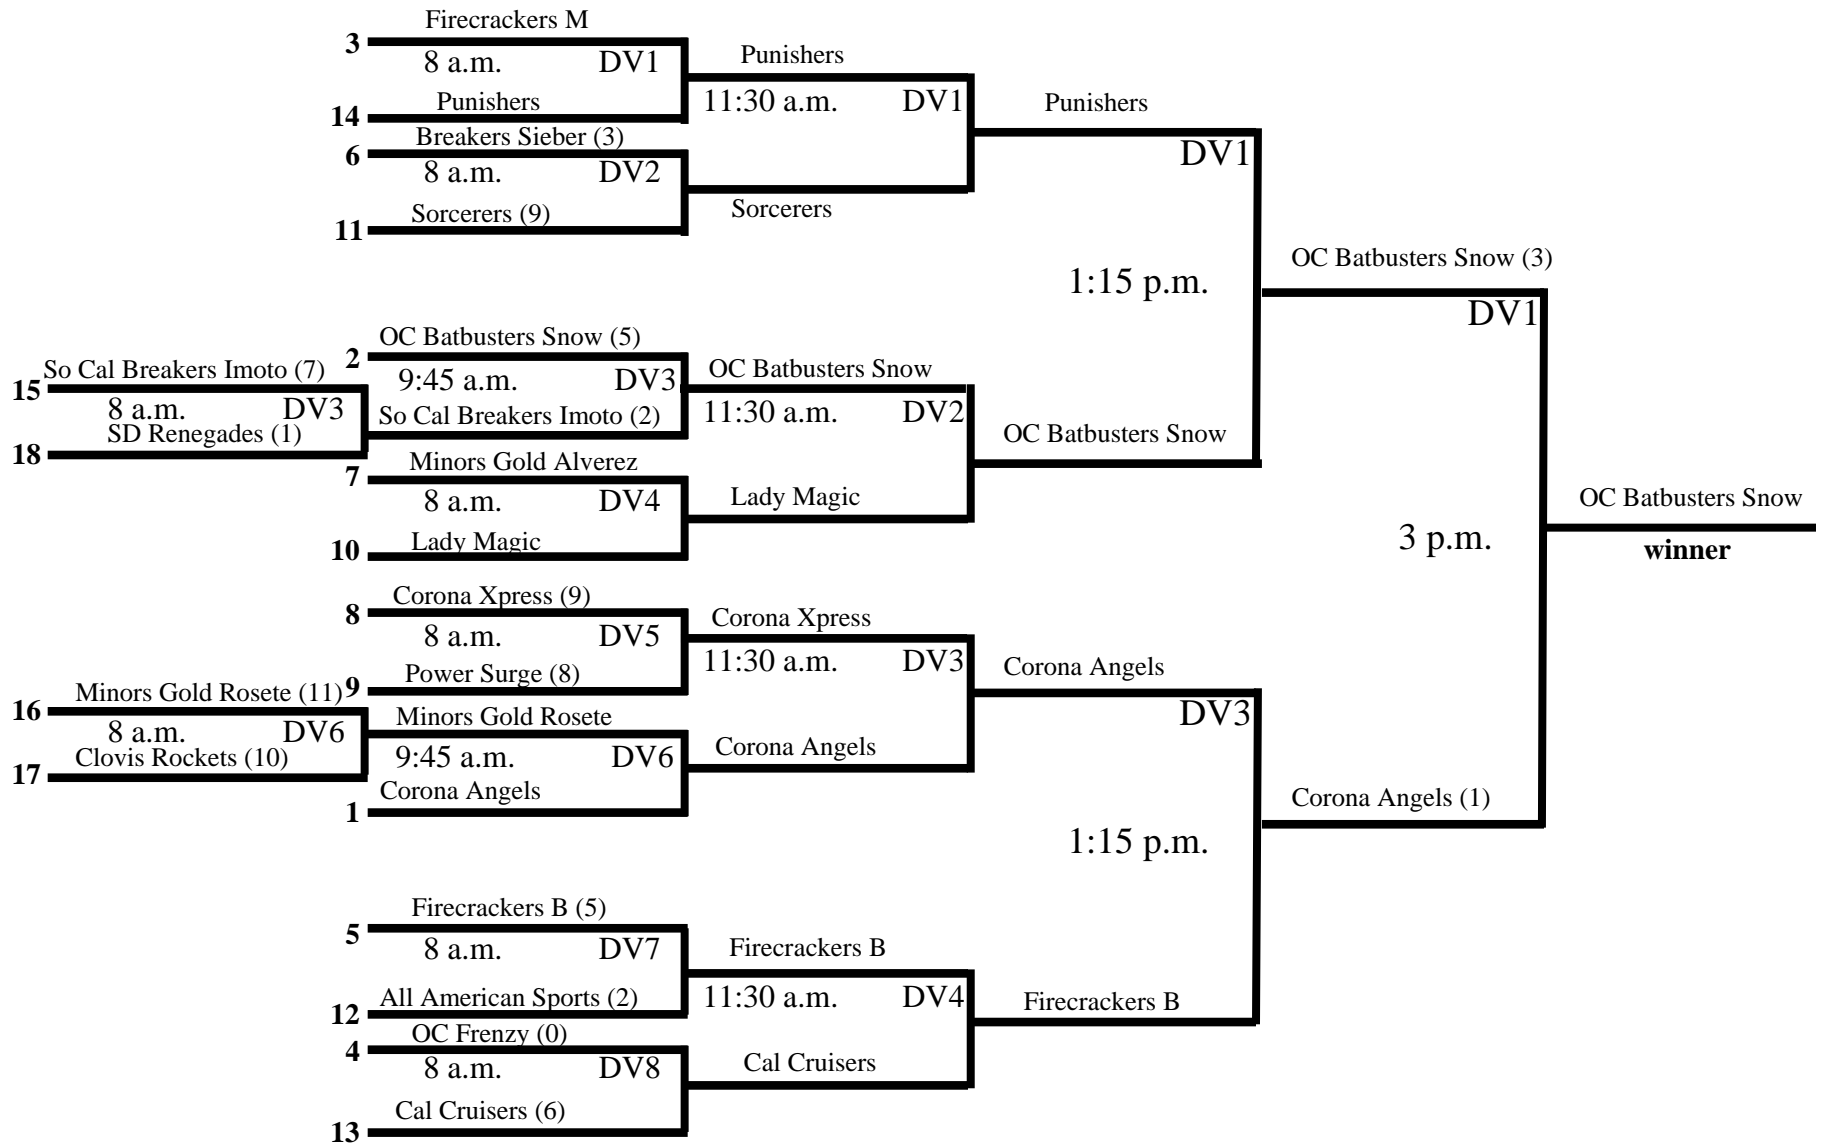 Firecrackers M
3
8 a.m. DV1
Punishers
14
Breakers Sieber (3)
6
8 a.m. DV2
Sorcerers (9)
11
Punishers
11:30 a.m. DV1
Sorcerers
Punishers
DV1
1:15 p.m.
OC Batbusters Snow (5)
2
9:45 a.m. DV3
So Cal Breakers Imoto (7)
15
8 a.m. DV3
SD Renegades (1)
18
So Cal Breakers Imoto (2)
Minors Gold Alverez
7
8 a.m. DV4
Lady Magic
10
OC Batbusters Snow
11:30 a.m. DV2
Lady Magic
OC Batbusters Snow
OC Batbusters Snow (3)
DV1
3 p.m.
OC Batbusters Snow
winner
Corona Xpress (9)
8
8 a.m. DV5
Power Surge (8)
9
Minors Gold Rosete (11)
16
8 a.m. DV6
Clovis Rockets (10)
17
Minors Gold Rosete
9:45 a.m. DV6
Corona Angels
1
Corona Xpress
11:30 a.m. DV3
Corona Angels
Corona Angels
DV3
1:15 p.m.
Corona Angels (1)
Firecrackers B (5)
5
8 a.m. DV7
All American Sports (2)
12
OC Frenzy (0)
4
8 a.m. DV8
Cal Cruisers (6)
13
Firecrackers B
11:30 a.m. DV4
Cal Cruisers
Firecrackers B